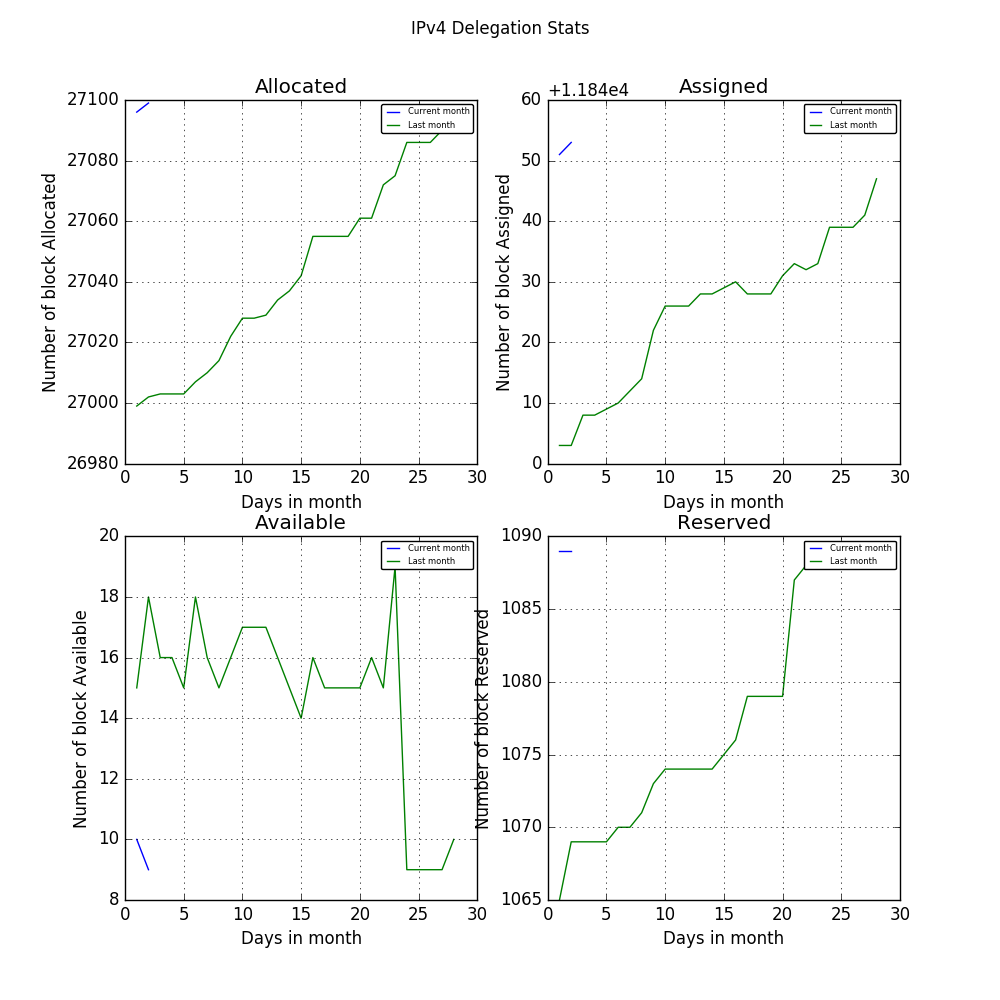 IPv4 Delegation Stats
Allocated
Number of block Allocated
27100
27080
27060
27040
27020
27000
26980
0 5 10 15 20 25 30
Days in month
Current month
Last month
Assigned
+1.184e4
Number of block Assigned
60
50
40
30
20
10
0
0 5 10 15 20 25 30
Days in month
Current month
Last month
Available
Number of block Available
20
18
16
14
12
10
8
0 5 10 15 20 25 30
Days in month
Current month
Last month
Reserved
Number of block Reserved
1090
1085
1080
1075
1070
1065
0 5 10 15 20 25 30
Days in month
Current month
Last month